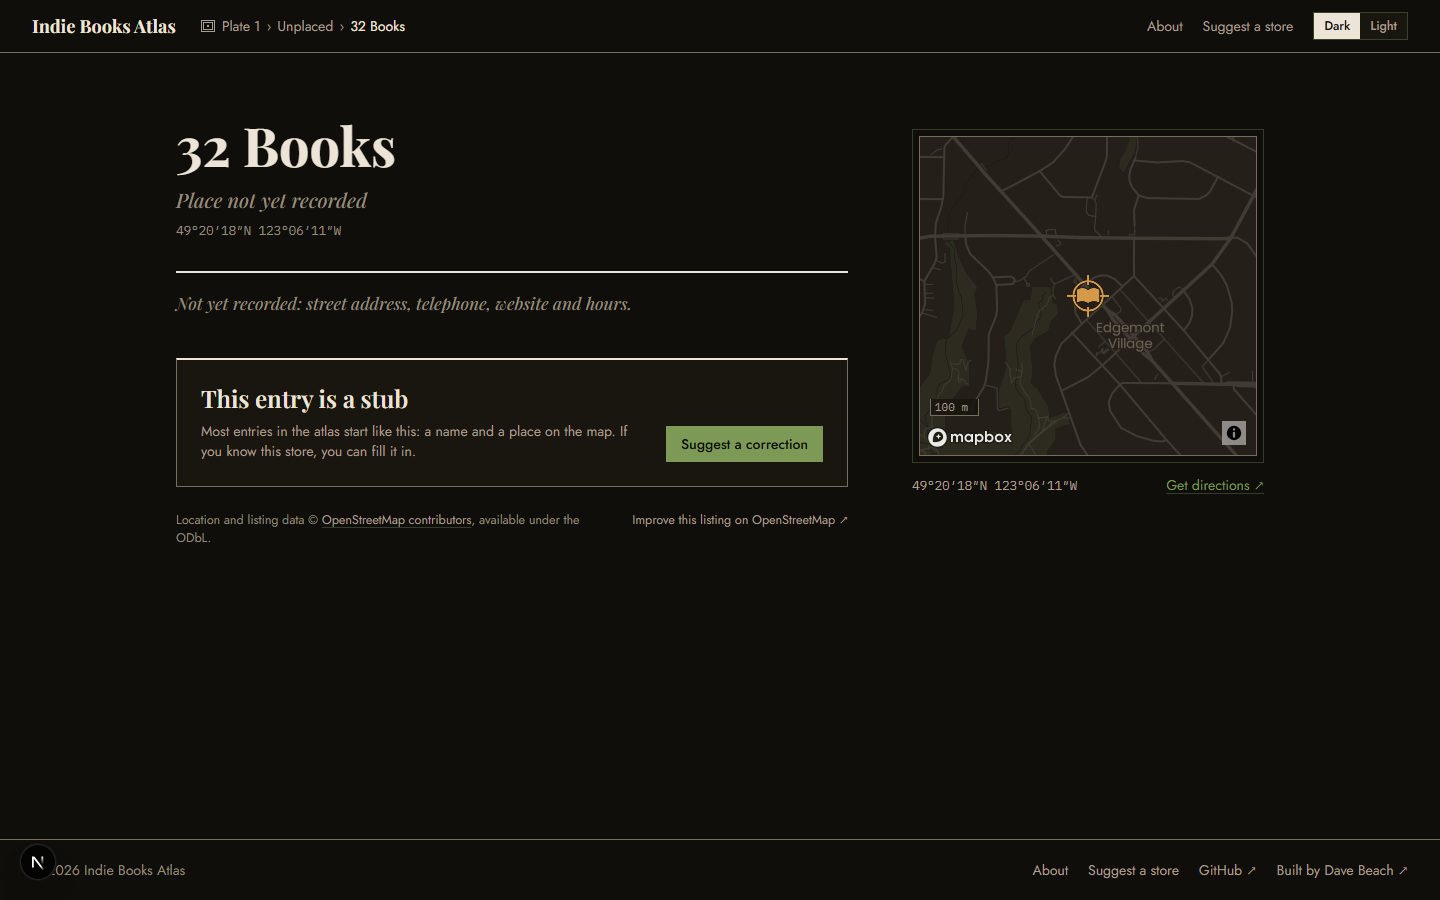 Indie Books Atlas
Plate 1 › Unplaced › 32 Books
About
Suggest a store
Dark
Light
32 Books
Place not yet recorded
49°20′18″N 123°06′11″W
Not yet recorded: street address, telephone, website and hours.
This entry is a stub
Most entries in the atlas start like this: a name and a place on the map. If
you know this store, you can fill it in.
Suggest a correction
Location and listing data © OpenStreetMap contributors, available under the
ODbL.
Improve this listing on OpenStreetMap ↗
Edgemont
Village
100 m
mapbox
49°20′18″N 123°06′11″W
Get directions ↗
N
2026 Indie Books Atlas
About
Suggest a store
GitHub ↗
Built by Dave Beach ↗